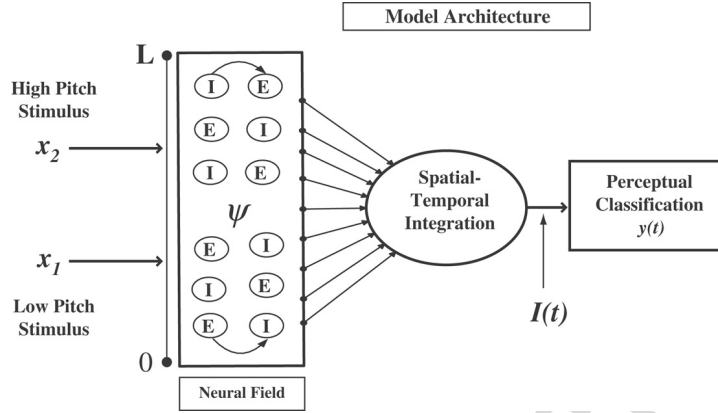 Model Architecture
L
High Pitch
Stimulus
x2
I E
E I
I E
Spatial-
Temporal
Integration
Perceptual
Classification
y(t)
ψ
x1
E I
I E
E I
Low Pitch
Stimulus
I(t)
0
Neural Field